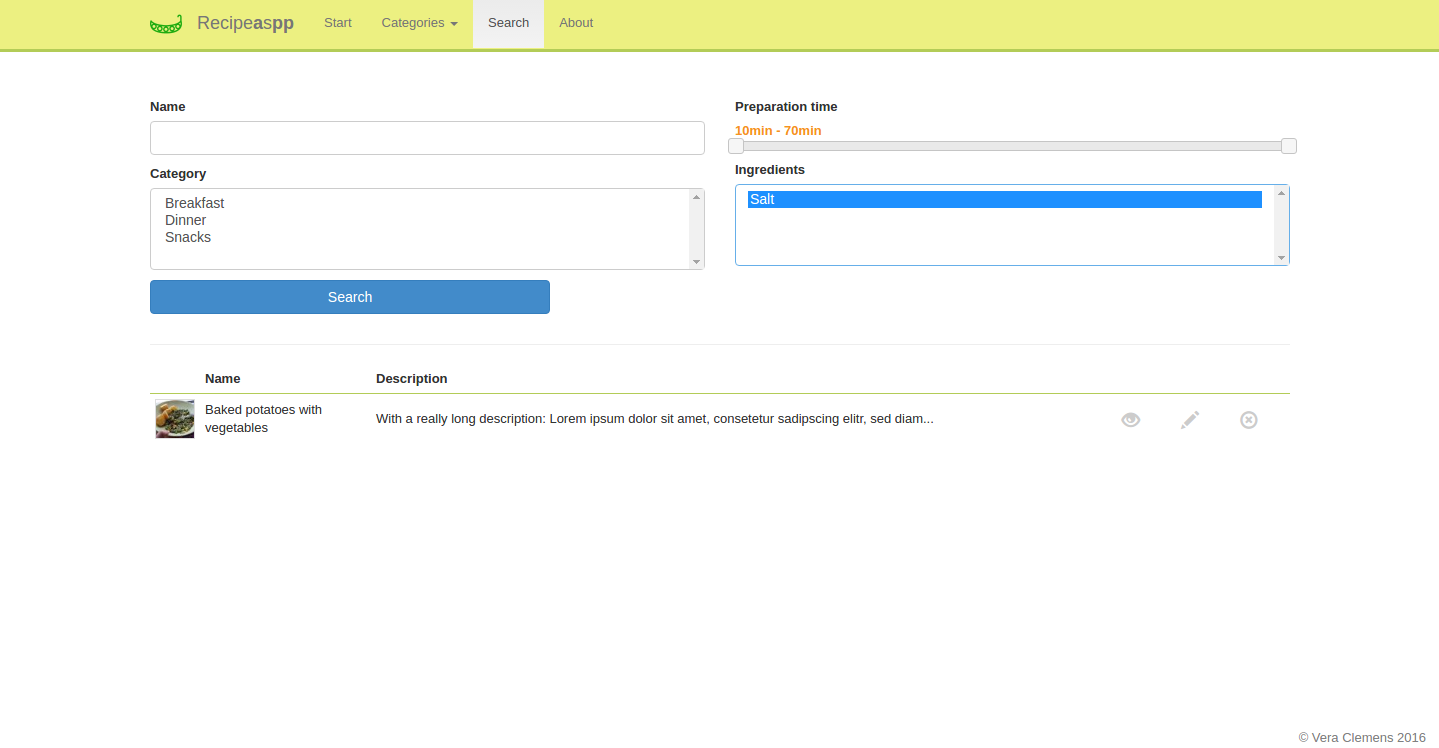 Recipeaspp Start Categories Search About
Name
Category
Breakfast
Dinner
Snacks
Search
Preparation time
10min - 70min
Ingredients
Salt
Name Description
Baked potatoes with
vegetables
With a really long description: Lorem ipsum dolor sit amet, consetetur sadipscing elitr, sed diam...
© Vera Clemens 2016